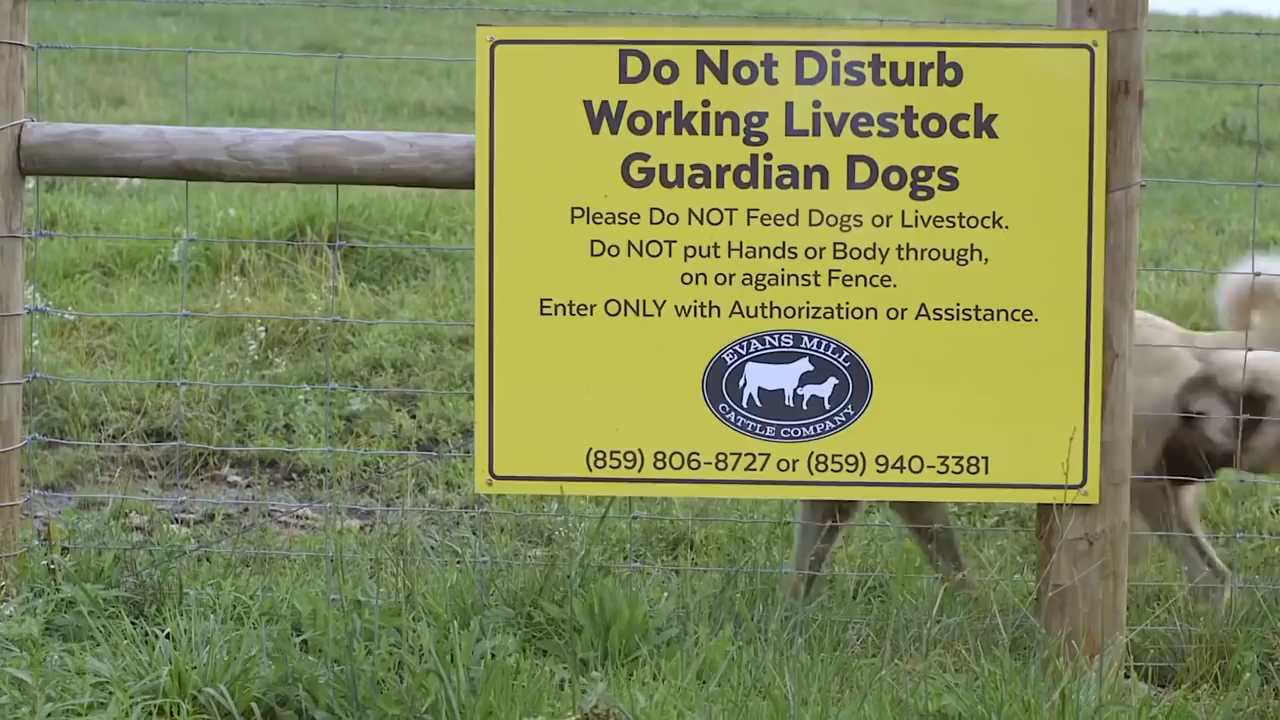 Do Not Disturb
Working Livestock
Guardian Dogs
Please Do NOT Feed Dogs or Livestock.
Do NOT put Hands or Body through,
on or against Fence.
Enter ONLY with Authorization or Assistance.
EVANS MILL
CATTLE COMPANY
(859) 806-8727 or (859) 940-3381